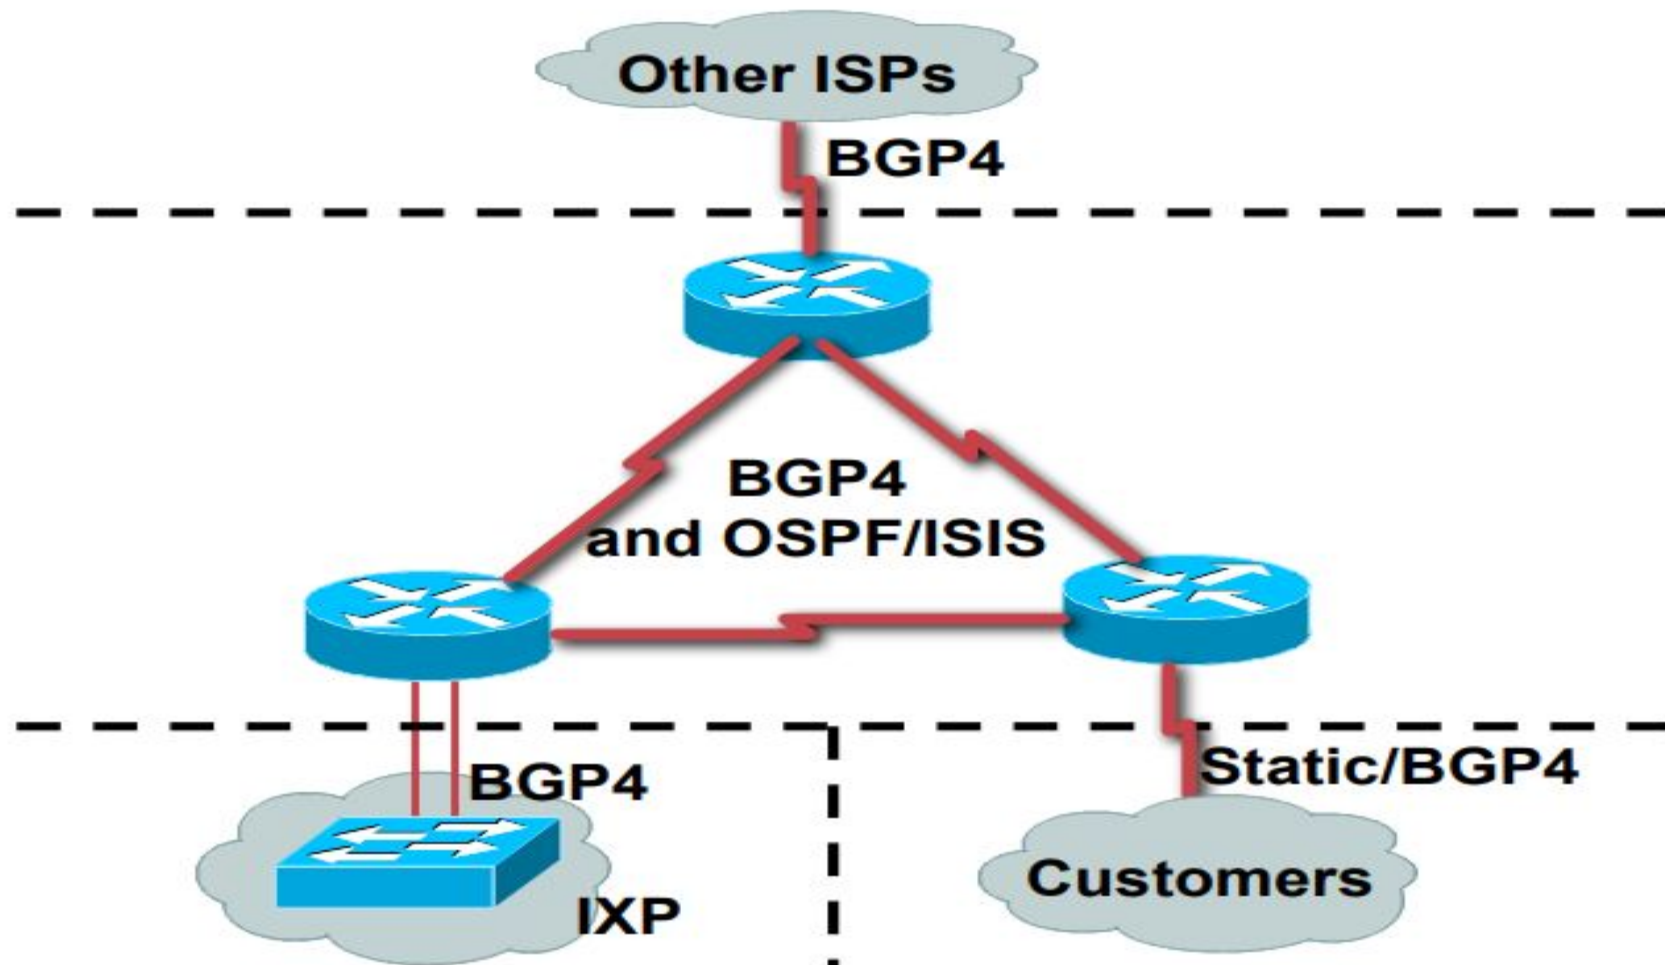 Other ISPs
BGP4
BGP4
and OSPF/ISIS
BGP4
Static/BGP4
IXP
Customers